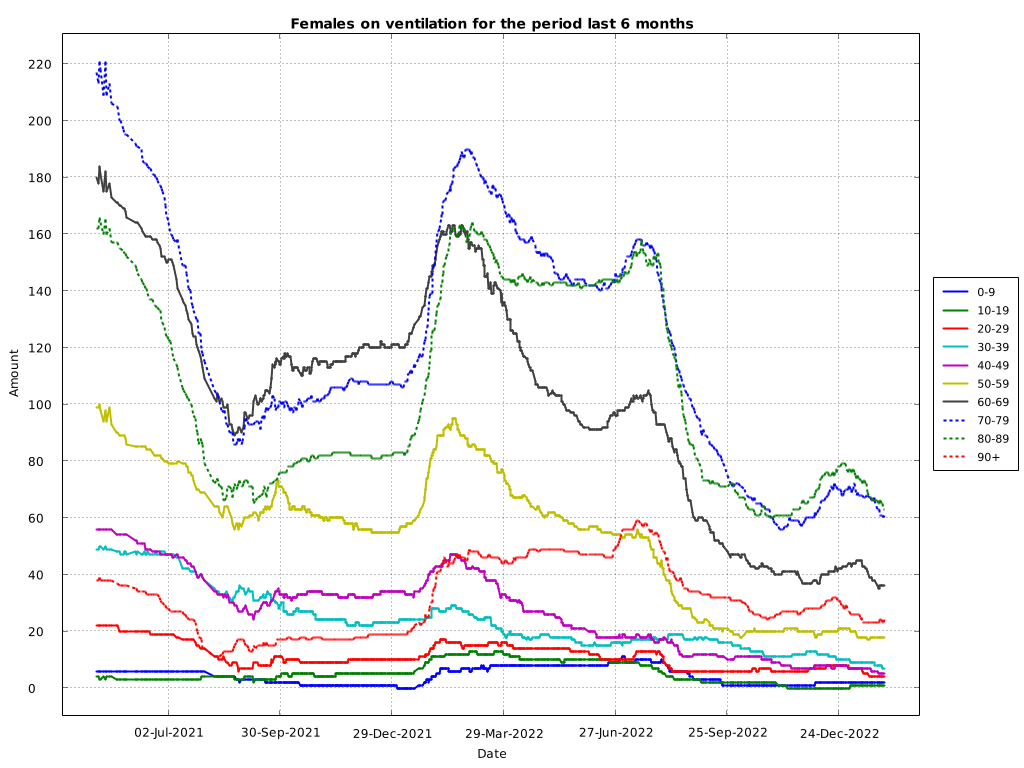 Females on ventilation for the period last 6 months
220
200
180
160
140
120
100
80
60
40
20
0
Amount
02-Jul-2021
30-Sep-2021
29-Dec-2021
29-Mar-2022
27-Jun-2022
25-Sep-2022
24-Dec-2022
Date
0-9
10-19
20-29
30-39
40-49
50-59
60-69
70-79
80-89
90+